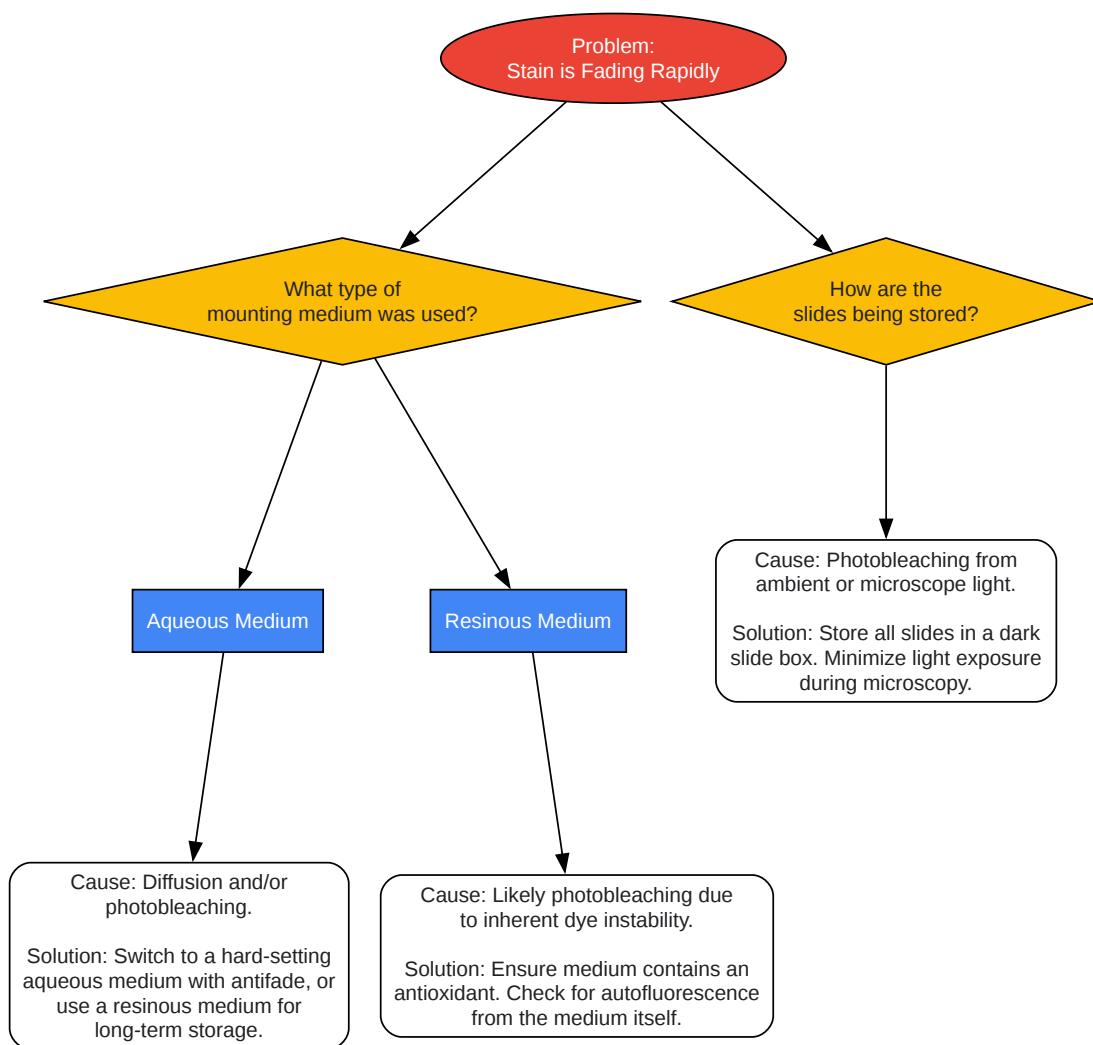 Problem:
Stain is Fading Rapidly
What type of
mounting medium was used?
How are the
slides being stored?
Aqueous Medium
Resinous Medium
Cause: Photobleaching from
ambient or microscope light.
Solution: Store all slides in a dark
slide box. Minimize light exposure
during microscopy.
Cause: Diffusion and/or
photobleaching.
Solution: Switch to a hard-setting
aqueous medium with antifade, or
use a resinous medium for
long-term storage.
Cause: Likely photobleaching due
to inherent dye instability.
Solution: Ensure medium contains an
antioxidant. Check for autofluorescence
from the medium itself.